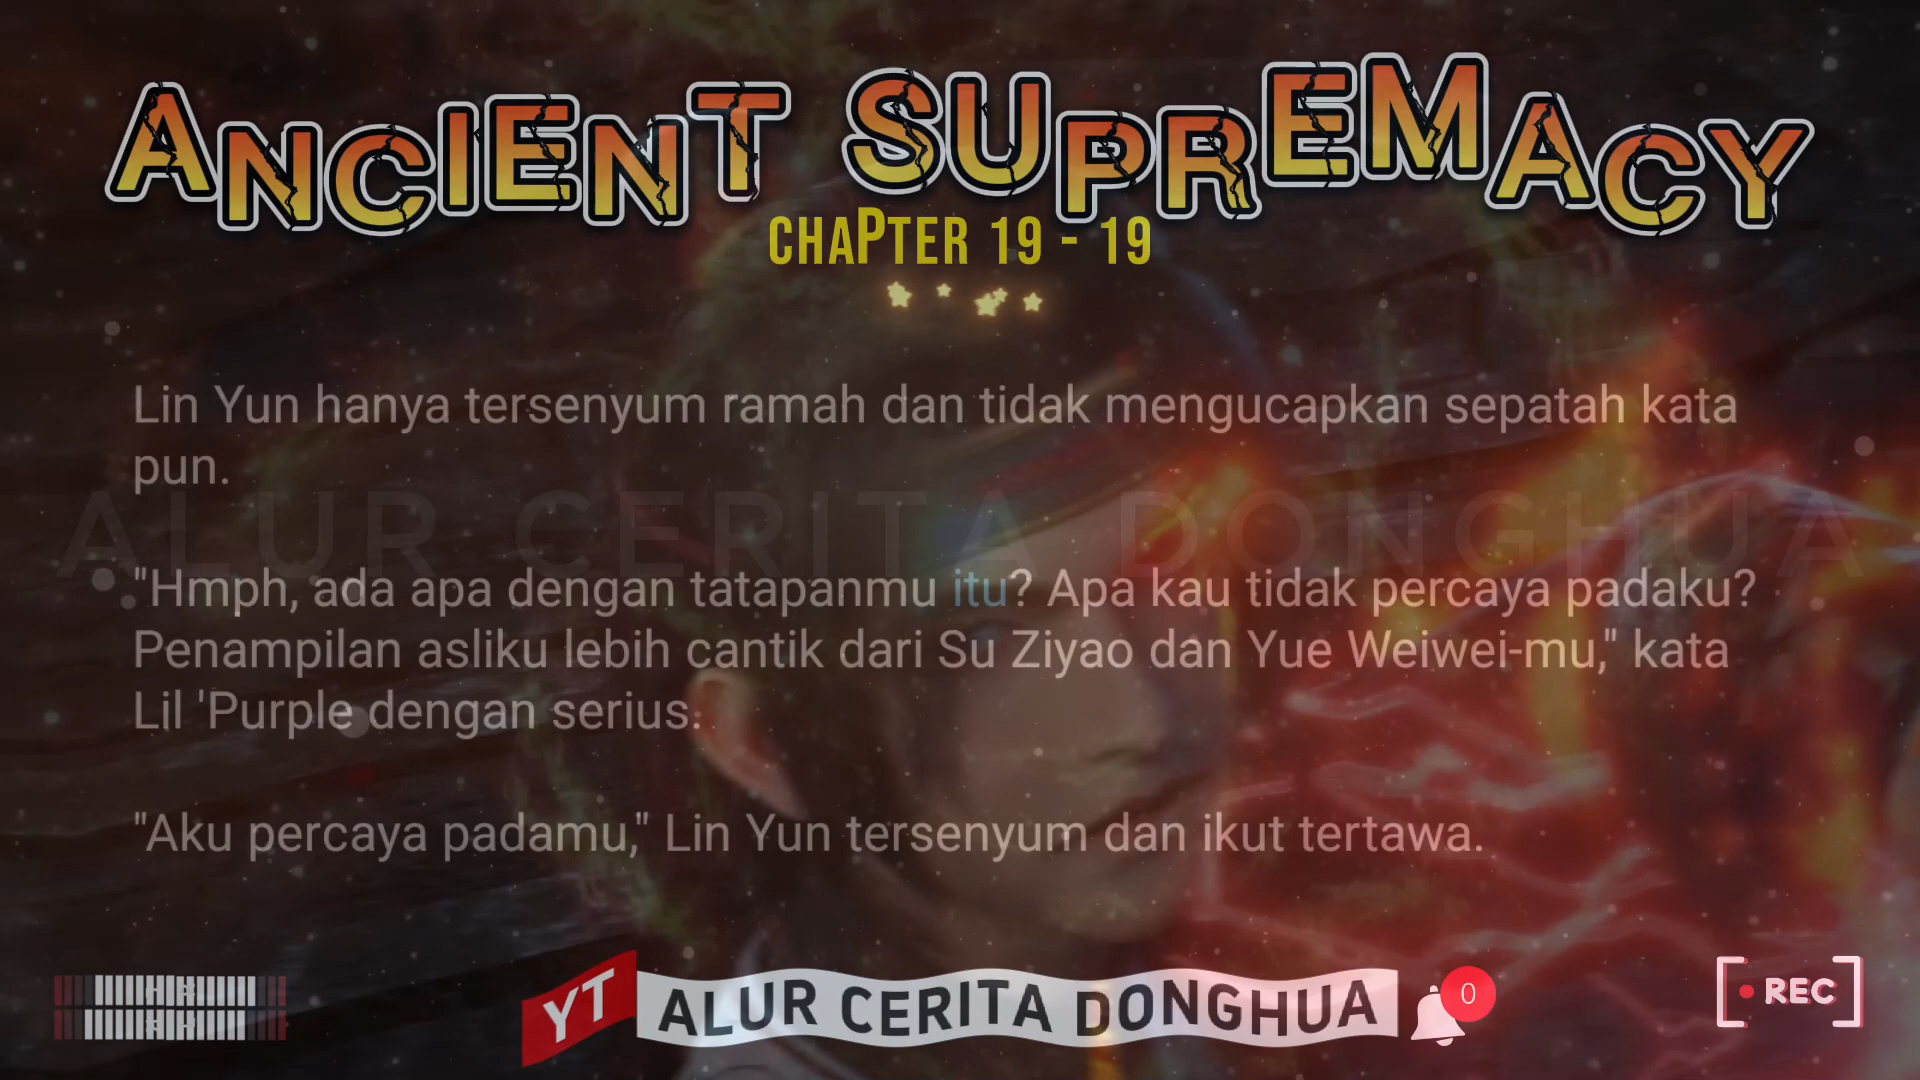 ANCIENT SUPREMACY
CHAPTER 19 - 19
Lin Yun hanya tersenyum ramah dan tidak mengucapkan sepatah kata
pun.
ALUR CERITA DONGHUA
"Hmph, ada apa dengan tatapanmu itu? Apa kau tidak percaya padaku?
Penampilan asliku lebih cantik dari Su Ziyao dan Yue Weiwei-mu," kata
Lil 'Purple dengan serius.
"Aku percaya padamu," Lin Yun tersenyum dan ikut tertawa.
YT ALUR CERITA DONGHUA 0
REC